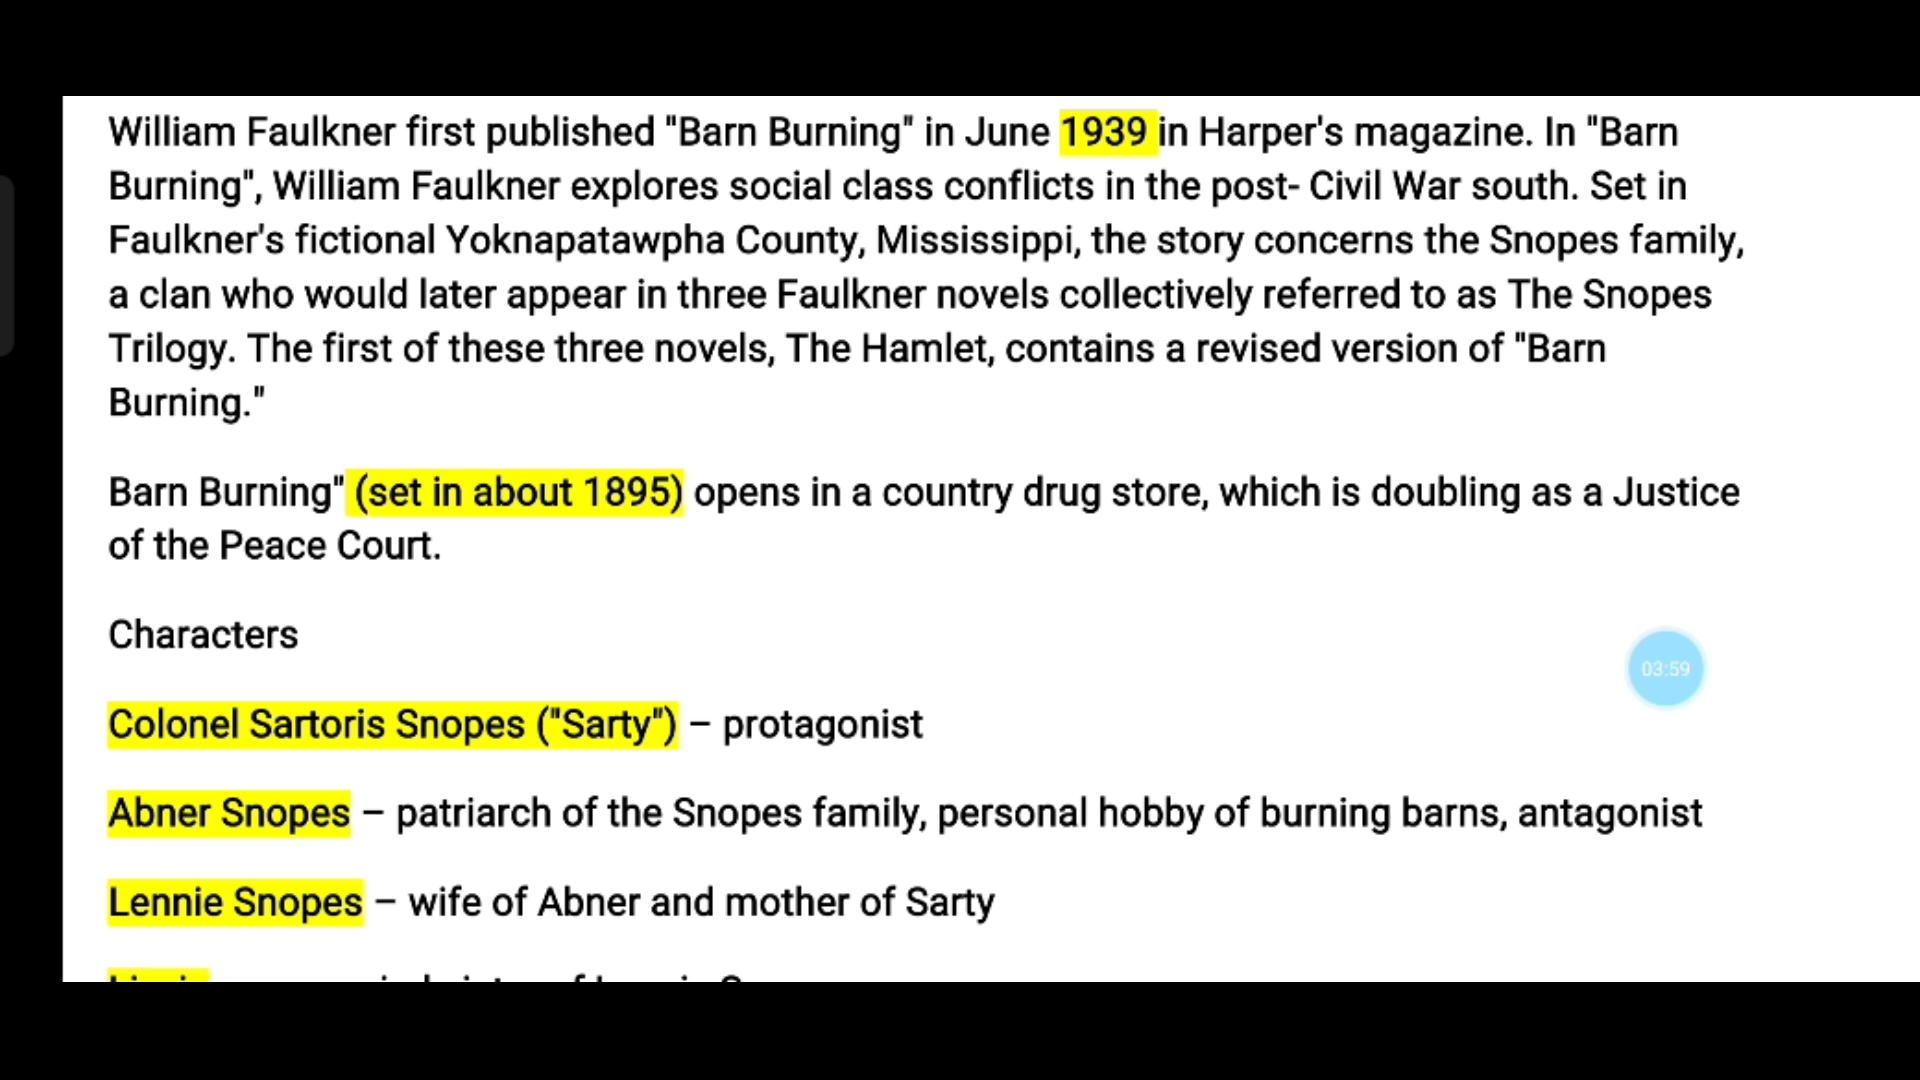 William Faulkner first published "Barn Burning" in June 1939 in Harper's magazine. In "Barn
Burning", William Faulkner explores social class conflicts in the post- Civil War south. Set in
Faulkner's fictional Yoknapatawpha County, Mississippi, the story concerns the Snopes family,
a clan who would later appear in three Faulkner novels collectively referred to as The Snopes
Trilogy. The first of these three novels, The Hamlet, contains a revised version of "Barn
Burning."
Barn Burning" (set in about 1895) opens in a country drug store, which is doubling as a Justice
of the Peace Court.
Characters
03:59
Colonel Sartoris Snopes ("Sarty") – protagonist
Abner Snopes – patriarch of the Snopes family, personal hobby of burning barns, antagonist
Lennie Snopes – wife of Abner and mother of Sarty